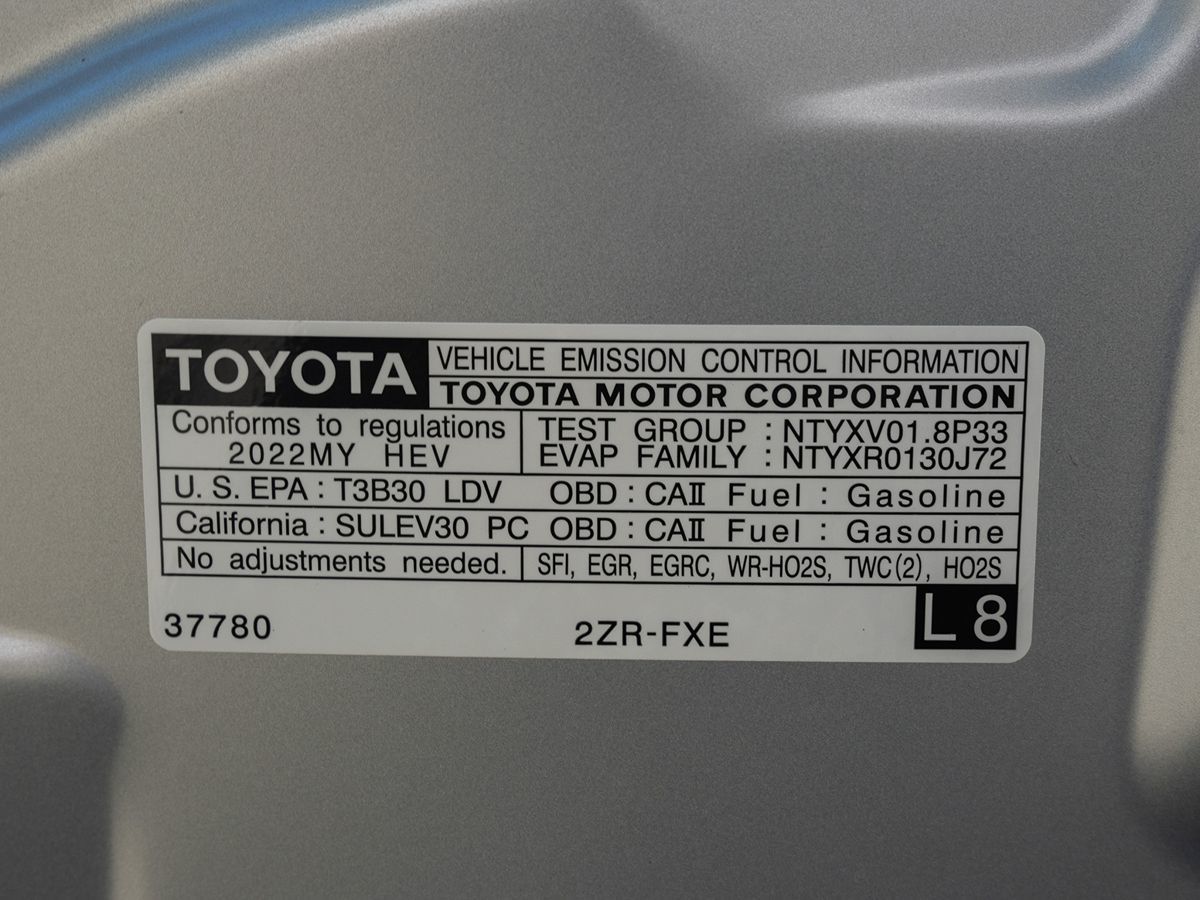 TOYOTA
VEHICLE EMISSION CONTROL INFORMATION
TOYOTA MOTOR CORPORATION
Conforms to regulations
2022MY HEV
TEST GROUP : NTYXV01.8P33
EVAP FAMILY : NTYXR0130J72
U. S. EPA : T3B30 LDV OBD : CAⅡ Fuel : Gasoline
California : SULEV30 PC OBD : CAⅡ Fuel : Gasoline
No adjustments needed.
SFI, EGR, EGRC, WR-HO2S, TWC(2), HO2S
37780
2ZR-FXE
L 8